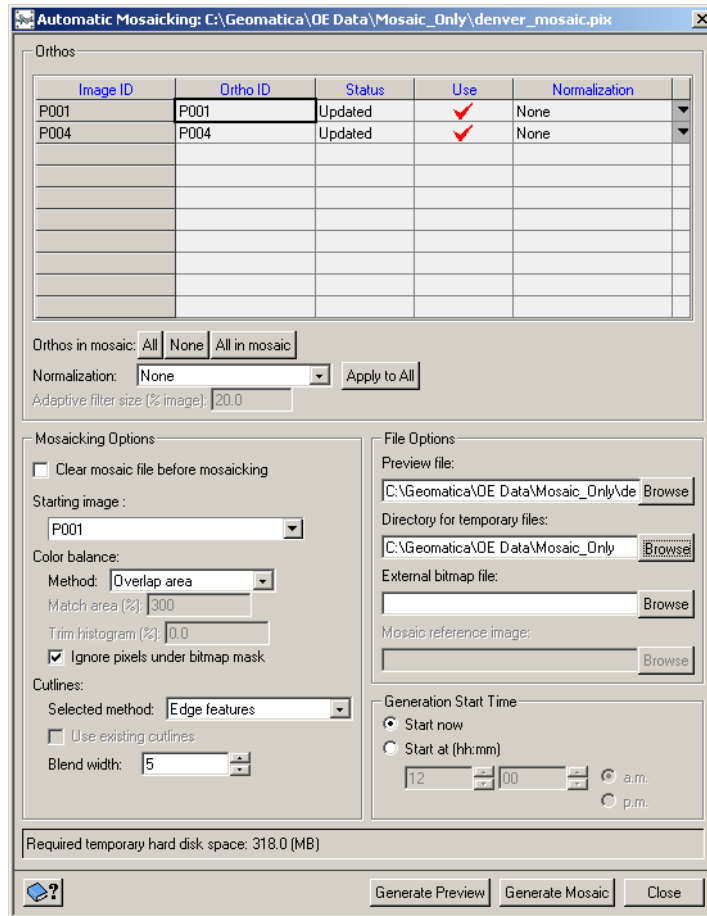 Automatic Mosaicking: C:\Geomatica\OE Data\Mosaic_Only\denver_mosaic.pix
Orthos
Image ID Ortho ID Status Use Normalization
P001 P001 Updated None
P004 P004 Updated None
Orthos in mosaic: All None All in mosaic
Normalization: None Apply to All
Adaptive filter size (% image): 20.0
Mosaicking Options
Clear mosaic file before mosaicking
Starting image :
P001
Color balance:
Method: Overlap area
Match area (%): 300
Trim histogram (%): 0.0
Ignore pixels under bitmap mask
Cutlines:
Selected method: Edge features
Use existing cutlines
Blend width: 5
File Options
Preview file:
C:\Geomatica\OE Data\Mosaic_Only\de Browse
Directory for temporary files:
C:\Geomatica\OE Data\Mosaic_Only Browse
External bitmap file:
Browse
Mosaic reference image:
Browse
Generation Start Time
Start now
Start at (hh:mm)
12 00 a.m.
p.m.
Required temporary hard disk space: 318.0 (MB)
? Generate Preview Generate Mosaic Close